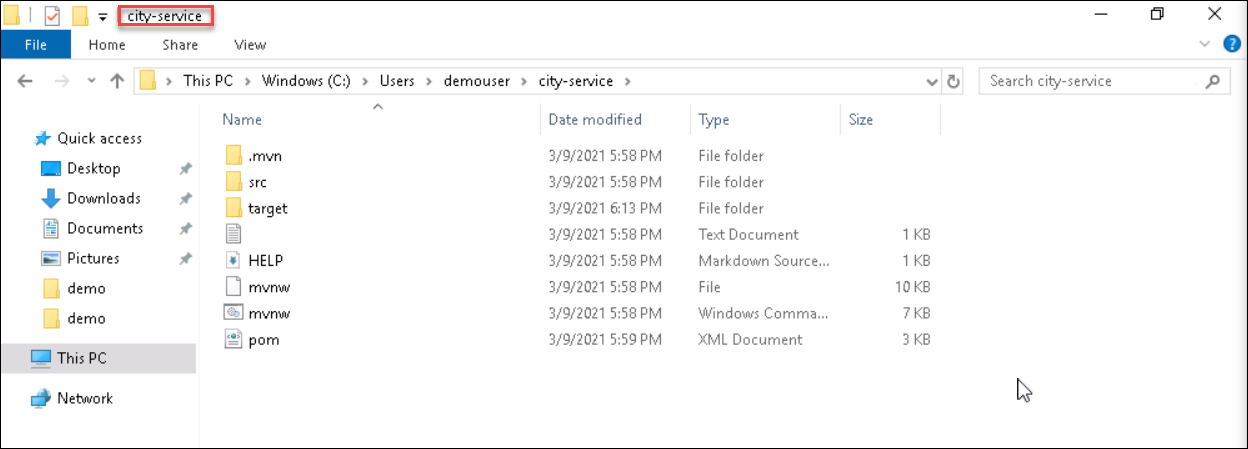 city-service
File Home Share View
This PC > Windows (C:) > Users > demouser > city-service >
Search city-service
Name Date modified Type Size
Quick access
Desktop
Downloads
Documents
Pictures
demo
demo
This PC
Network
.mvn 3/9/2021 5:58 PM File folder
src 3/9/2021 5:58 PM File folder
target 3/9/2021 6:13 PM File folder
3/9/2021 5:58 PM Text Document 1 KB
HELP 3/9/2021 5:58 PM Markdown Source... 1 KB
mvnw 3/9/2021 5:58 PM File 10 KB
mvnw 3/9/2021 5:58 PM Windows Comma... 7 KB
pom 3/9/2021 5:59 PM XML Document 3 KB